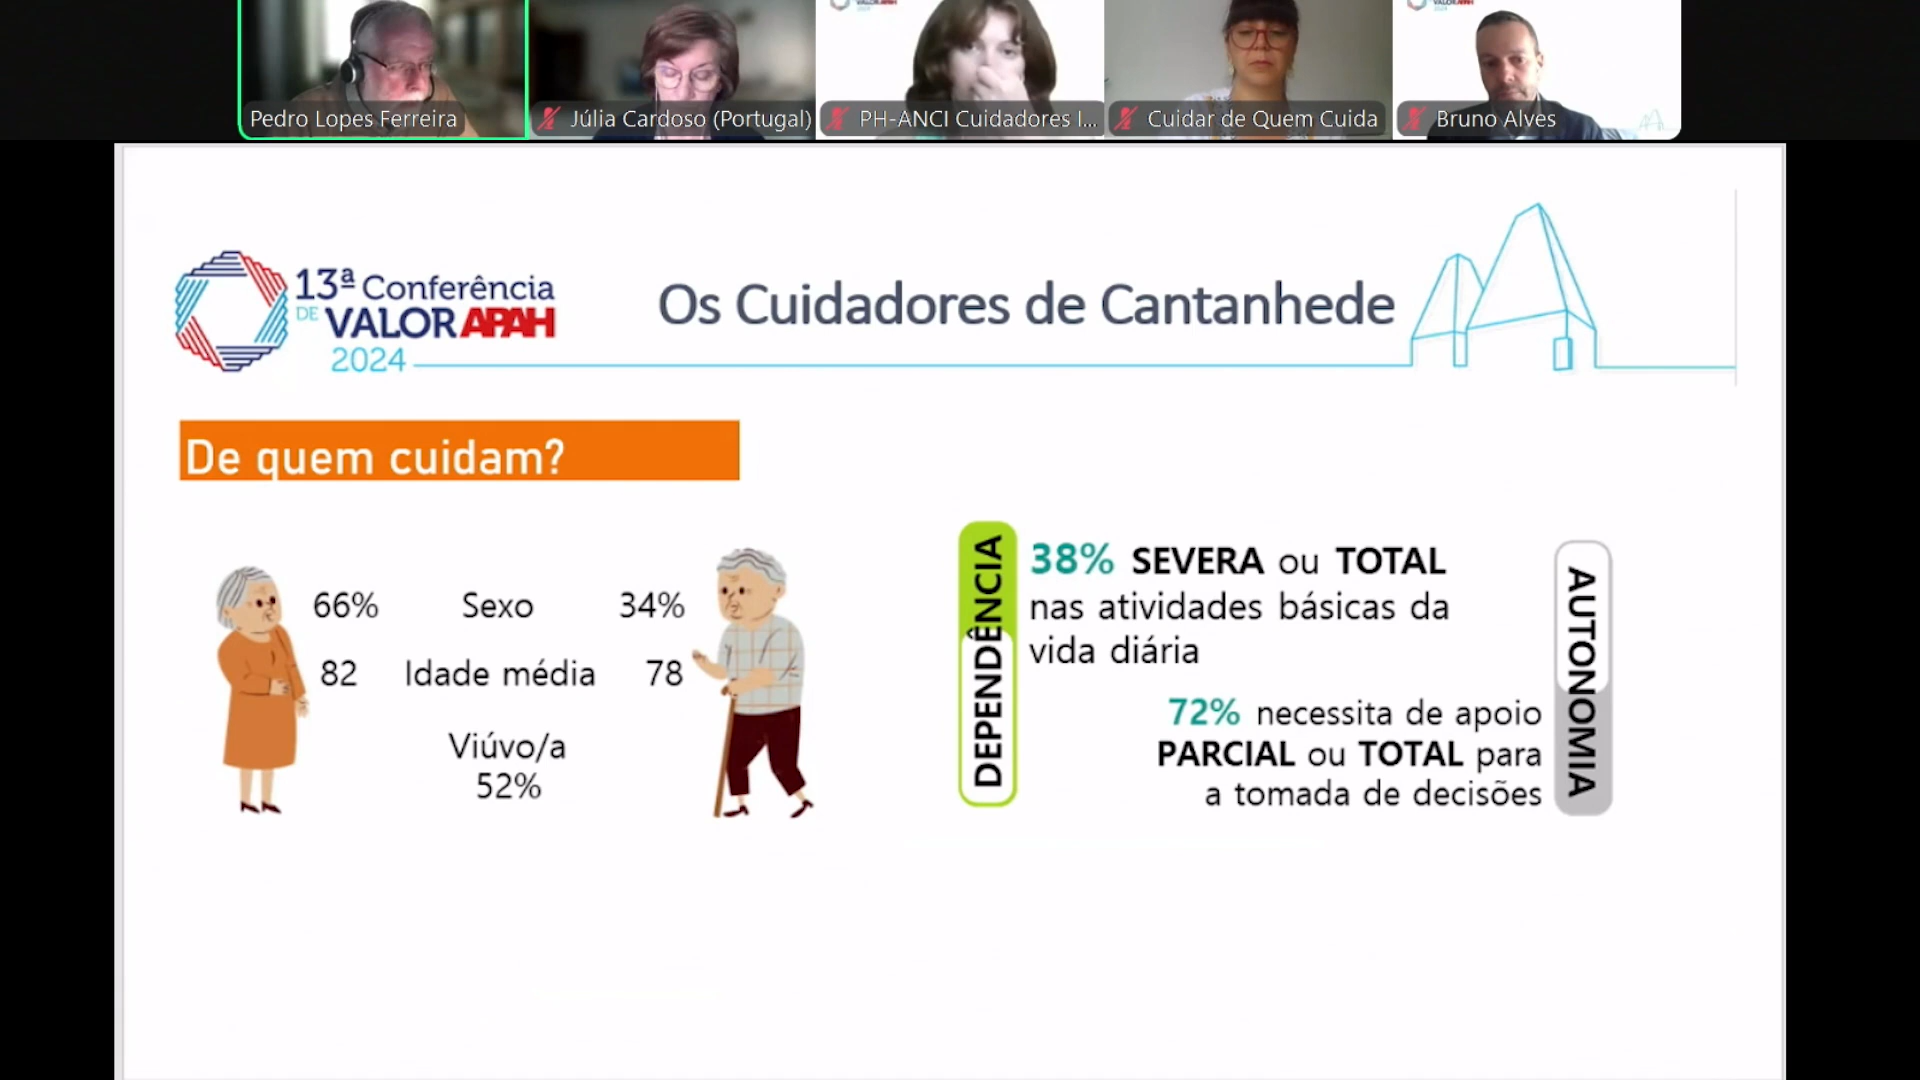 Pedro Lopes Ferreira
Júlia Cardoso (Portugal)
PH-ANCI Cuidadores I...
Cuidar de Quem Cuida
Bruno Alves
13ª Conferência
DE VALOR APAH
2024
Os Cuidadores de Cantanhede
De quem cuidam?
66% Sexo 34%
82 Idade média 78
Viúvo/a
52%
DEPENDÊNCIA
38% SEVERA ou TOTAL
nas atividades básicas da
vida diária
72% necessita de apoio
PARCIAL ou TOTAL para
a tomada de decisões
AUTONOMIA